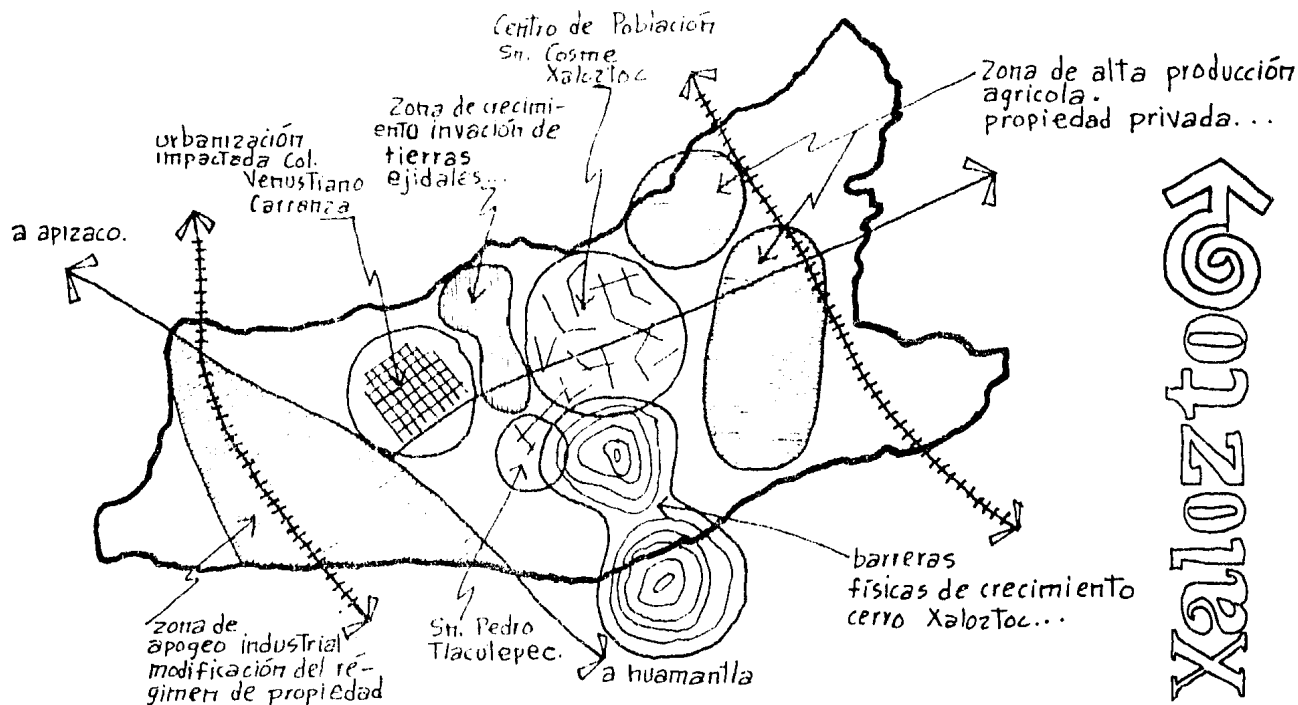 Centro de Población
Sn. Cosme
Xaloztoc
zona de alta producción
agricola.
propiedad privada...
zona de crecimi-
ento invación de
tierras
ejidales...
urbanización
impactada Col.
Venustiano
Carranza
a apizaco.
Xaloztoc
barreras
físicas de crecimiento
cerro Xaloztoc...
zona de
apogeo industrial
modificación del ré-
gimen de propiedad
Sn. Pedro
Tlacutepec.
a huamantla